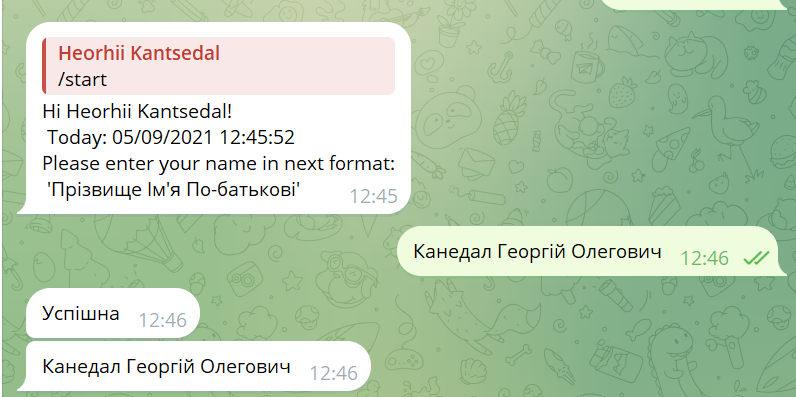 Heorhii Kantsedal
/start
Hi Heorhii Kantsedal!
Today: 05/09/2021 12:45:52
Please enter your name in next format:
'Прізвище Ім'я По-батькові'
12:45
Канедал Георгій Олегович 12:46
Успішна 12:46
Канедал Георгій Олегович 12:46